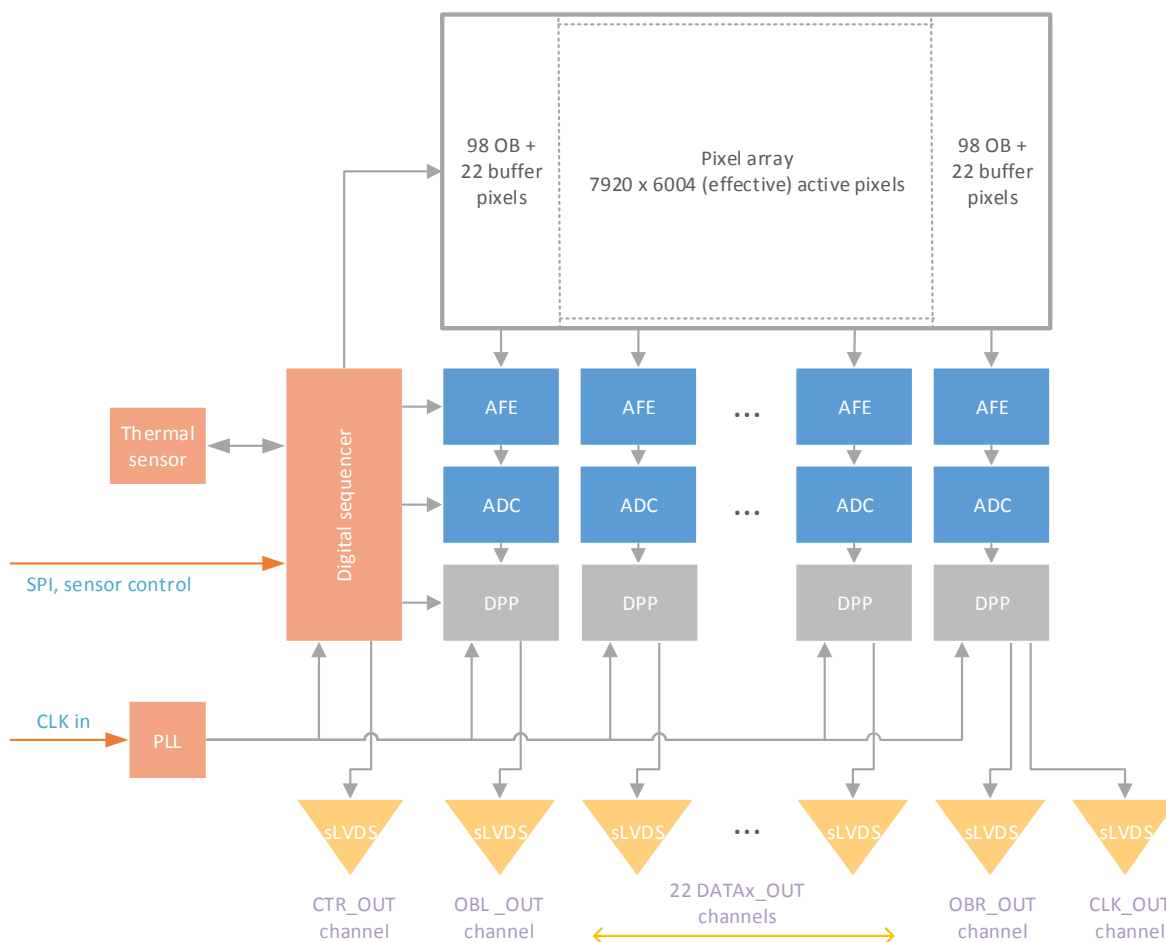 98 OB +
22 buffer
pixels
Pixel array
7920 x 6004 (effective) active pixels
98 OB +
22 buffer
pixels
AFE
AFE
...
AFE
AFE
Thermal
sensor
Digital sequencer
ADC
ADC
...
ADC
ADC
SPI, sensor control
DPP
DPP
DPP
DPP
CLK in
PLL
sLVDS
sLVDS
sLVDS
...
sLVDS
sLVDS
sLVDS
CTR_OUT
channel
OBL _OUT
channel
22 DATAx_OUT
channels
OBR_OUT
channel
CLK_OUT
channel